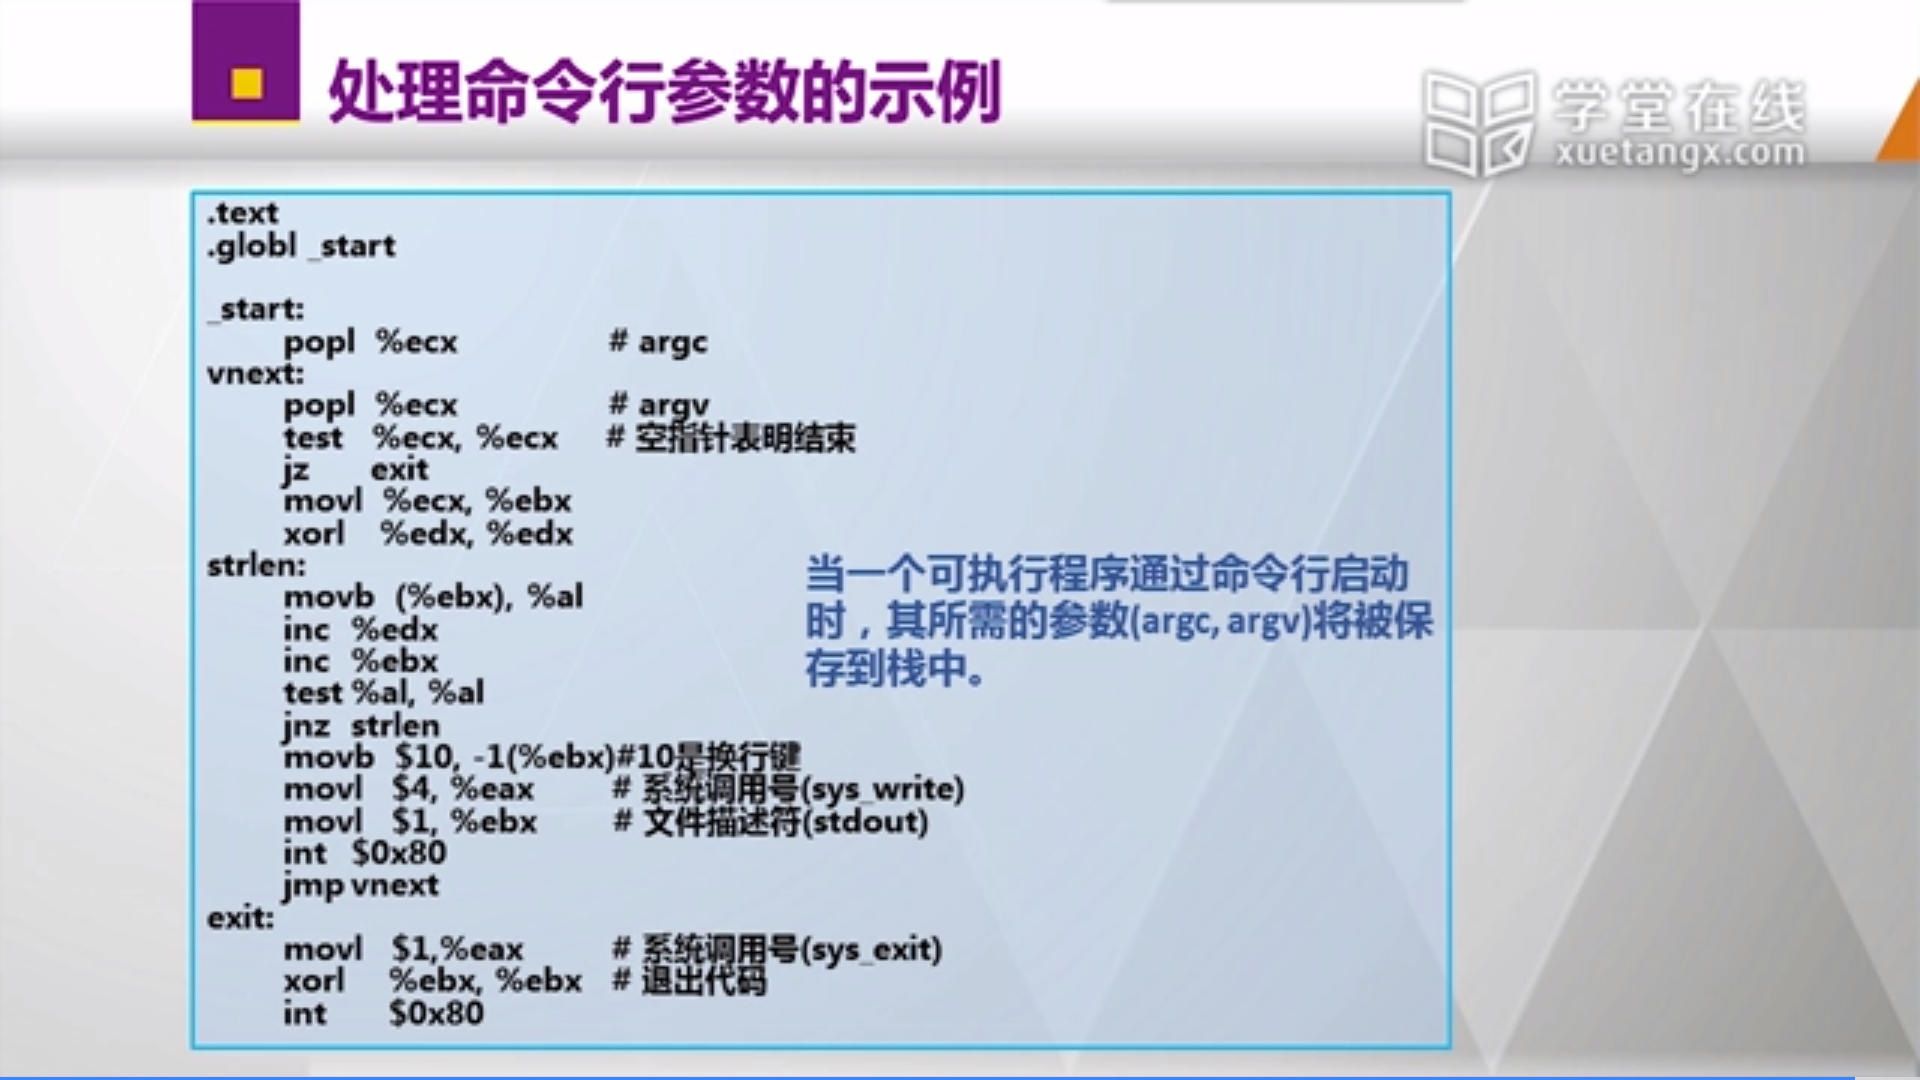 处理命令行参数的示例
学堂在线
xuetangx.com
.text
.globl _start
_start:
popl %ecx # argc
vnext:
popl %ecx # argv
test %ecx, %ecx # 空指针表明结束
jz exit
movl %ecx, %ebx
xorl %edx, %edx
strlen:
movb (%ebx), %al
inc %edx
inc %ebx
test %al, %al
jnz strlen
movb $10, -1(%ebx)#10是换行键
movl $4, %eax # 系统调用号(sys_write)
movl $1, %ebx # 文件描述符(stdout)
int $0x80
jmp vnext
exit:
movl $1,%eax # 系统调用号(sys_exit)
xorl %ebx, %ebx # 退出代码
int $0x80
当一个可执行程序通过命令行启动
时，其所需的参数(argc, argv)将被保
存到栈中。